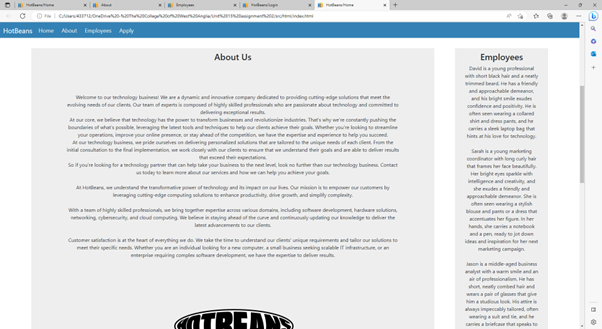 HotBeans/Home
About
Employees
HotBeans/Login
HotBeans/Home
HotBeans Home About Employees Apply
About Us
Welcome to our technology business! We are a dynamic and innovative company dedicated to providing cutting-edge solutions that meet the
evolving needs of our clients. Our team of experts is composed of highly skilled professionals who are passionate about technology and committed to
delivering exceptional results.
At our core, we believe that technology has the power to transform businesses and revolutionize industries. That's why we're constantly pushing the
boundaries of what's possible, leveraging the latest tools and techniques to help our clients achieve their goals. Whether you're looking to streamline
your operations, improve your online presence, or stay ahead of the competition, we have the expertise and experience to help you succeed.
At our technology business, we pride ourselves on delivering personalized solutions that are tailored to the unique needs of each client. From the
initial consultation to the final implementation, we work closely with our clients to ensure that we understand their goals and are able to deliver results
that exceed their expectations.
So if you're looking for a technology partner that can help take your business to the next level, look no further than our technology business. Contact
us today to learn more about our services and how we can help you achieve your goals.
At HotBeans, we understand the transformative power of technology and its impact on our lives. Our mission is to empower our customers by
leveraging cutting-edge computing solutions to enhance productivity, drive growth, and simplify complexity.
With a team of highly skilled professionals, we bring together expertise across various domains, including software development, hardware solutions,
networking, cybersecurity, and cloud computing. We believe in staying ahead of the curve and continuously updating our knowledge to deliver the
latest advancements to our clients.
Customer satisfaction is at the heart of everything we do. We take the time to understand our clients' unique requirements and tailor our solutions to
meet their specific needs. Whether you are an individual looking for a new computer, a small business seeking scalable IT infrastructure, or an
enterprise requiring complex software development, we have the expertise to deliver results.
HOTBEANS
Employees
David is a young professional
with short black hair and a neatly
trimmed beard. He has a friendly
and approachable demeanor,
and his bright smile exudes
confidence and positivity. He is
often seen wearing a collared
shirt and dress pants, and he
carries a sleek laptop bag that
hints at his love for technology.
Sarah is a young marketing
coordinator with long curly hair
that frames her face beautifully.
Her bright eyes sparkle with
intelligence and creativity, and
she exudes a friendly and
approachable demeanor. She is
often seen wearing a stylish
blouse and pants or a dress that
accentuates her figure. In her
hands, she carries a notebook
and a pen, ready to jot down
ideas and inspiration for her next
marketing campaign.
Jason is a middle-aged business
analyst with a warm smile and an
air of professionalism. He has
short, neatly combed hair and
wears a pair of glasses that give
him a studious look. His attire is
always impeccably tailored, often
wearing a suit and tie, and he
carries a briefcase that speaks to